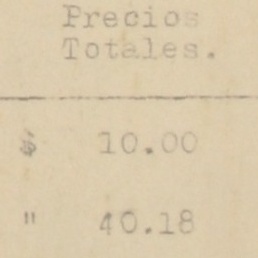 Precios
Totales.
$ 10.00
" 40.18